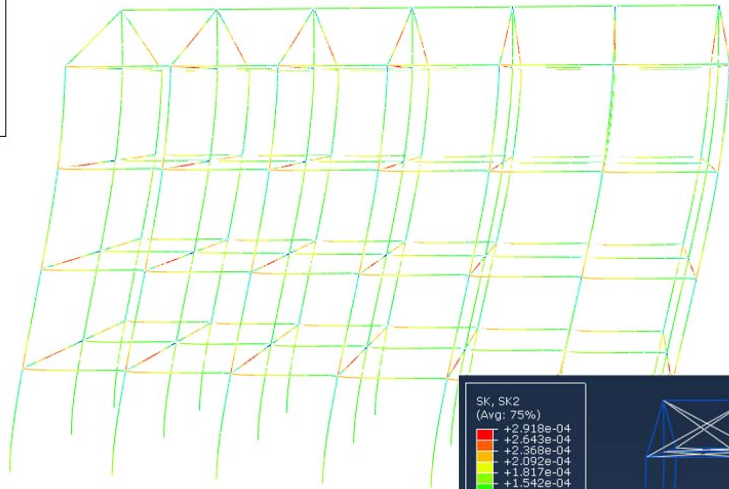 SK, SK2
(Avg: 75%)
+2.918e-04
+2.643e-04
+2.368e-04
+2.092e-04
+1.817e-04
+1.542e-04